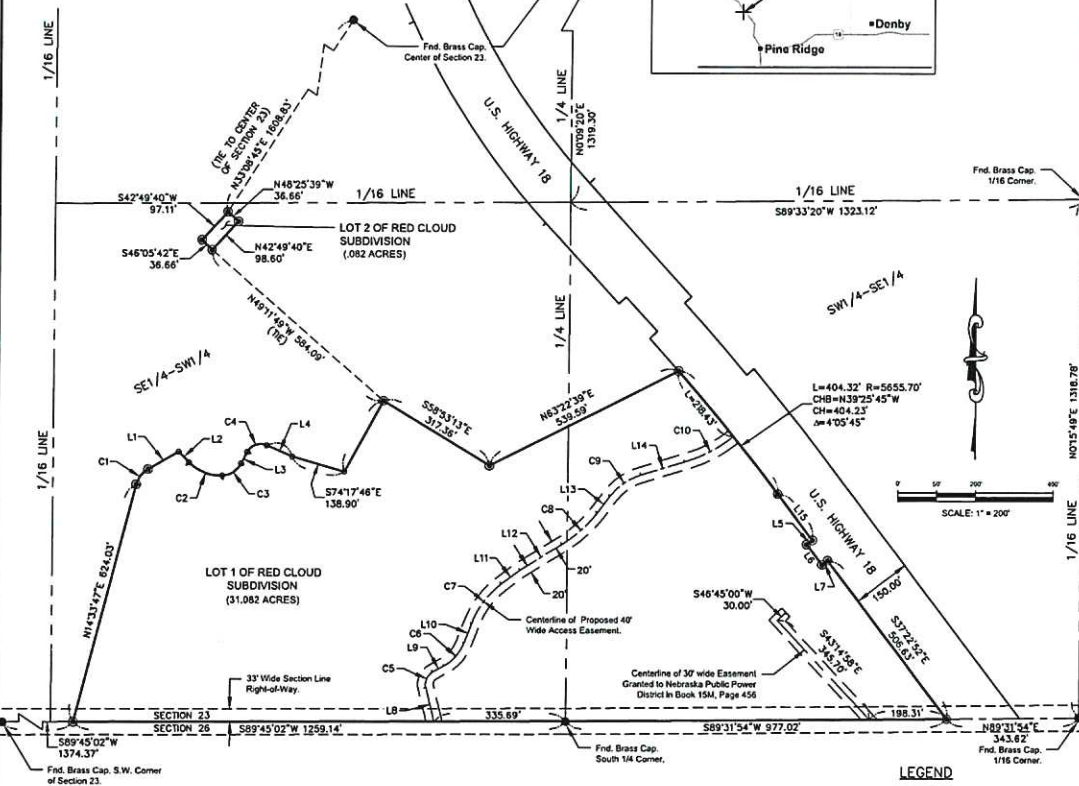 1/16 LINE
Fnd. Brass Cap.
Center of Section 23.
Denby
18
Pine Ridge
1/4 LINE
N0°09'20"E
1319.30'
U.S. HIGHWAY 18
(TIE TO CENTER
OF SECTION 23)
N33°08'45"E 1608.83'
Fnd. Brass Cap.
1/16 Corner.
S42°49'40"W
97.11'
N48°25'39"W
36.66'
1/16 LINE
1/16 LINE
S89°33'20"W 1323.12'
LOT 2 OF RED CLOUD
SUBDIVISION
(.082 ACRES)
S46°05'42"E
36.66'
N42°49'40"E
98.60'
SW1/4-SE1/4
N49°11'49"W 584.09'
(TIE)
1/4 LINE
SE1/4-SW1/4
L=404.32' R=5655.70'
CHB=N39°25'45"W
CH=404.23'
Δ=4°05'45"
N0°15'49"E 1318.78'
S58°53'13"E
317.36'
N63°22'39"E
539.59'
L=218.43'
1/16 LINE
L1
L2
C4
L4
C1
C2
C3
L3
S74°17'46"E
138.90'
C10
L14
C9
L13
C8
L12
L11
20'
20'
0' 50' 200' 400'
SCALE: 1" = 200'
U.S. HIGHWAY 18
L15
L5
L6
L7
1/16 LINE
150.00'
N14°33'47"E 624.03'
LOT 1 OF RED CLOUD
SUBDIVISION
(31.082 ACRES)
C7
S46°45'00"W
30.00'
S37°22'52"E
506.63'
L10
C6
L9
C5
L8
Centerline of Proposed 40'
Wide Access Easement.
S43°14'58"E
345.70'
33' Wide Section Line
Right-of-Way.
Centerline of 30' wide Easement
Granted to Nebraska Public Power
District in Book 15M, Page 456
SECTION 23
SECTION 26
335.69'
198.31'
S89°45'02"W
1374.37'
S89°45'02"W 1259.14'
S89°31'54"W 977.02'
N89°31'54"E
343.62'
Fnd. Brass Cap. S.W. Corner
of Section 23.
Fnd. Brass Cap.
South 1/4 Corner.
Fnd. Brass Cap.
1/16 Corner.
LEGEND